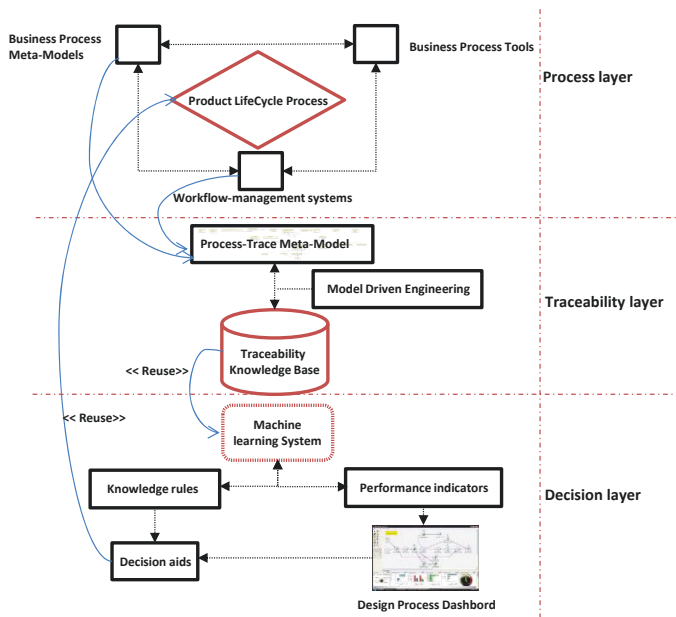 Business Process
Meta-Models
Business Process Tools
Process layer
Product LifeCycle Process
Workflow-management systems
Process-Trace Meta-Model
Model Driven Engineering
Traceability layer
Traceability
Knowledge Base
<< Reuse>>
<< Reuse>>
Machine
learning System
Knowledge rules
Performance indicators
Decision layer
Decision aids
Design Process Dashbord